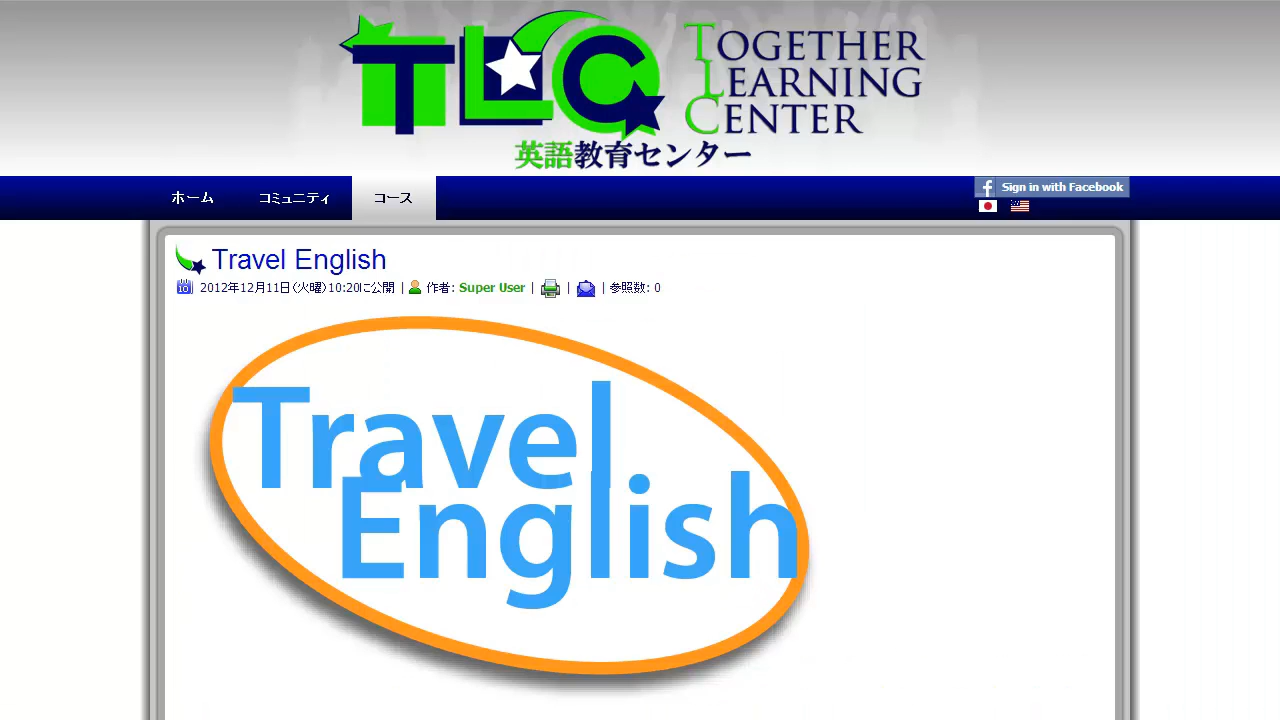 TLC
TOGETHER
LEARNING
CENTER
英語教育センター
ホーム コミュニティ コース
Sign in with Facebook
Travel English
2012年12月11日(火曜)10:20に公開 | 作者: Super User | | | 参照数: 0
Travel
English